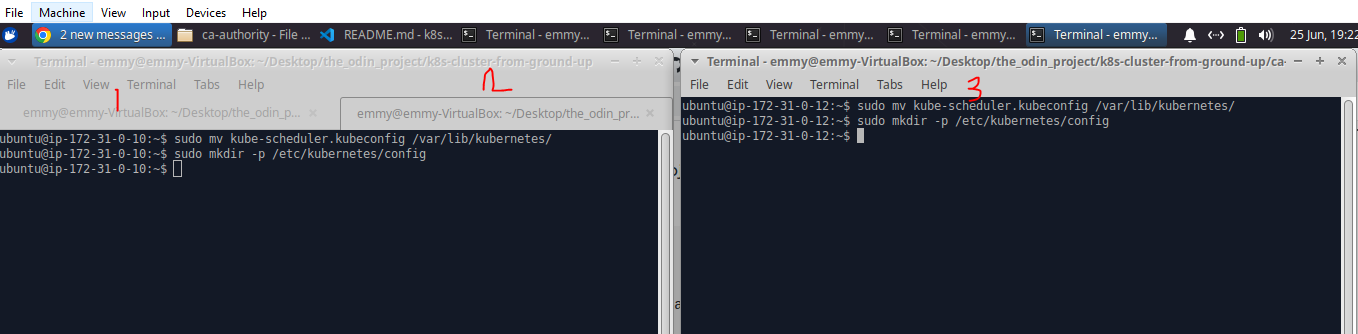 File Machine View Input Devices Help
2 new messages ... ca-authority - File ... README.md - k8s... Terminal - emmy... Terminal - emmy... Terminal - emmy... Terminal - emmy... Terminal - emmy... 25 Jun, 19:22
Terminal - emmy@emmy-VirtualBox: ~/Desktop/the_odin_project/k8s-cluster-from-ground-up
File Edit View Terminal Tabs Help
1
2
emmy@emmy-VirtualBox: ~/Desktop/the_odin_p...
emmy@emmy-VirtualBox: ~/Desktop/the_odin_pr...
ubuntu@ip-172-31-0-10:~$ sudo mv kube-scheduler.kubeconfig /var/lib/kubernetes/
ubuntu@ip-172-31-0-10:~$ sudo mkdir -p /etc/kubernetes/config
ubuntu@ip-172-31-0-10:~$
Terminal - emmy@emmy-VirtualBox: ~/Desktop/the_odin_project/k8s-cluster-from-ground-up/ca-
File Edit View Terminal Tabs Help
3
ubuntu@ip-172-31-0-12:~$ sudo mv kube-scheduler.kubeconfig /var/lib/kubernetes/
ubuntu@ip-172-31-0-12:~$ sudo mkdir -p /etc/kubernetes/config
ubuntu@ip-172-31-0-12:~$